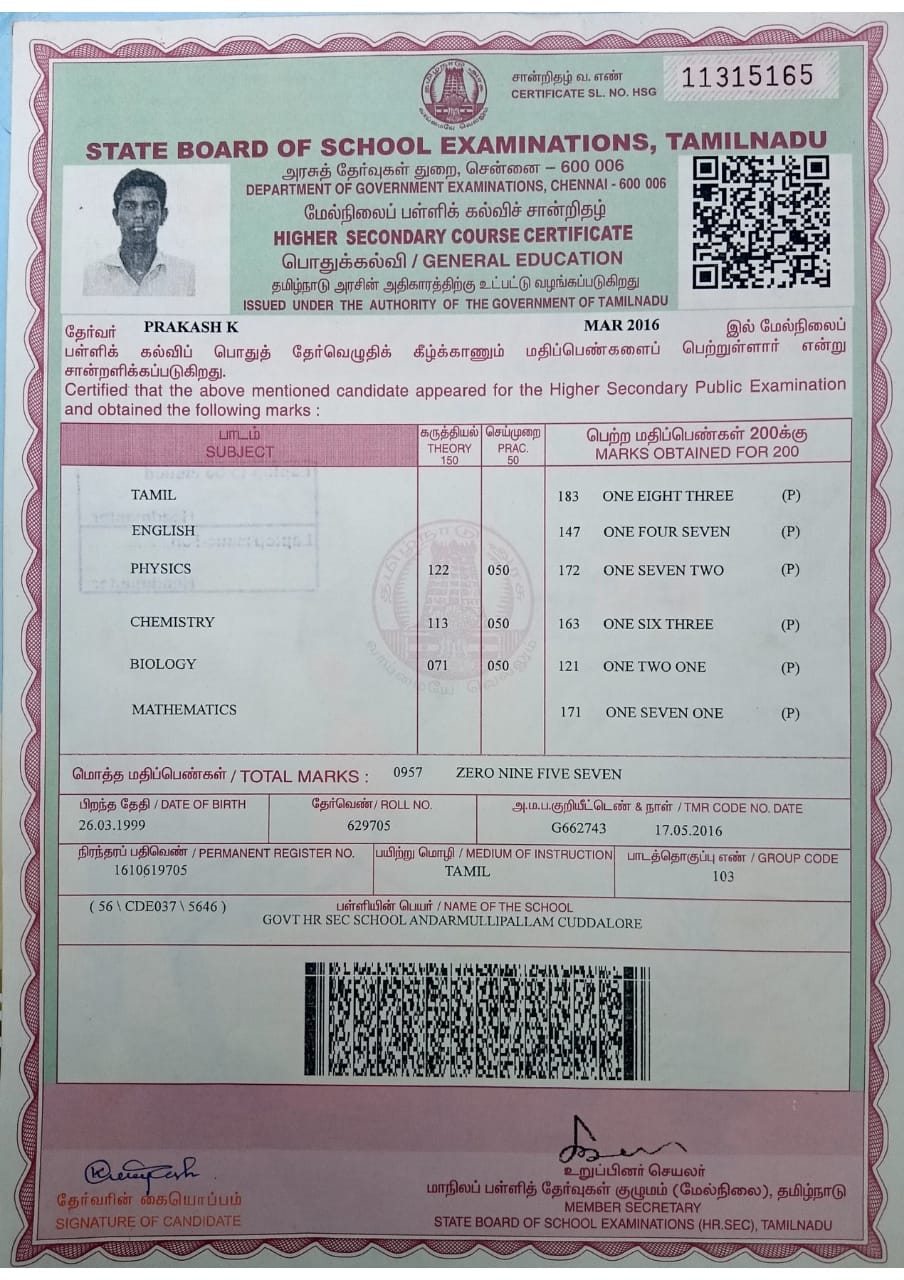 சான்றிதழ் வ. எண்
CERTIFICATE SL. NO. HSG 11315165
STATE BOARD OF SCHOOL EXAMINATIONS, TAMILNADU
அரசுத் தேர்வுகள் துறை, சென்னை – 600 006
DEPARTMENT OF GOVERNMENT EXAMINATIONS, CHENNAI - 600 006
மேல்நிலைப் பள்ளிக் கல்விச் சான்றிதழ்
HIGHER SECONDARY COURSE CERTIFICATE
பொதுக்கல்வி / GENERAL EDUCATION
தமிழ்நாடு அரசின் அதிகாரத்திற்கு உட்பட்டு வழங்கப்படுகிறது
ISSUED UNDER THE AUTHORITY OF THE GOVERNMENT OF TAMILNADU
தேர்வர் PRAKASH K MAR 2016 இல் மேல்நிலைப்
பள்ளிக் கல்விப் பொதுத் தேர்வெழுதிக் கீழ்க்காணும் மதிப்பெண்களைப் பெற்றுள்ளார் என்று
சான்றளிக்கப்படுகிறது.
Certified that the above mentioned candidate appeared for the Higher Secondary Public Examination
and obtained the following marks :
பாடம் கருத்தியல் செய்முறை பெற்ற மதிப்பெண்கள் 200க்கு
SUBJECT THEORY PRAC. MARKS OBTAINED FOR 200
150 50
TAMIL 183 ONE EIGHT THREE (P)
ENGLISH 147 ONE FOUR SEVEN (P)
PHYSICS 122 050 172 ONE SEVEN TWO (P)
CHEMISTRY 113 050 163 ONE SIX THREE (P)
BIOLOGY 071 050 121 ONE TWO ONE (P)
MATHEMATICS 171 ONE SEVEN ONE (P)
மொத்த மதிப்பெண்கள் / TOTAL MARKS : 0957 ZERO NINE FIVE SEVEN
பிறந்த தேதி / DATE OF BIRTH தேர்வெண்/ ROLL NO. அ.ம.ப.குறியீட்டெண் & நாள் / TMR CODE NO. DATE
26.03.1999 629705 G662743 17.05.2016
நிரந்தரப் பதிவெண் / PERMANENT REGISTER NO. பயிற்று மொழி / MEDIUM OF INSTRUCTION பாடத்தொகுப்பு எண் / GROUP CODE
1610619705 TAMIL 103
( 56 \ CDE037 \ 5646 ) பள்ளியின் பெயர் / NAME OF THE SCHOOL
GOVT HR SEC SCHOOL ANDARMULLIPALLAM CUDDALORE
உறுப்பினர் செயலர்
தேர்வரின் கையொப்பம் மாநிலப் பள்ளித் தேர்வுகள் குழுமம் (மேல்நிலை), தமிழ்நாடு
MEMBER SECRETARY
SIGNATURE OF CANDIDATE STATE BOARD OF SCHOOL EXAMINATIONS (HR.SEC), TAMILNADU